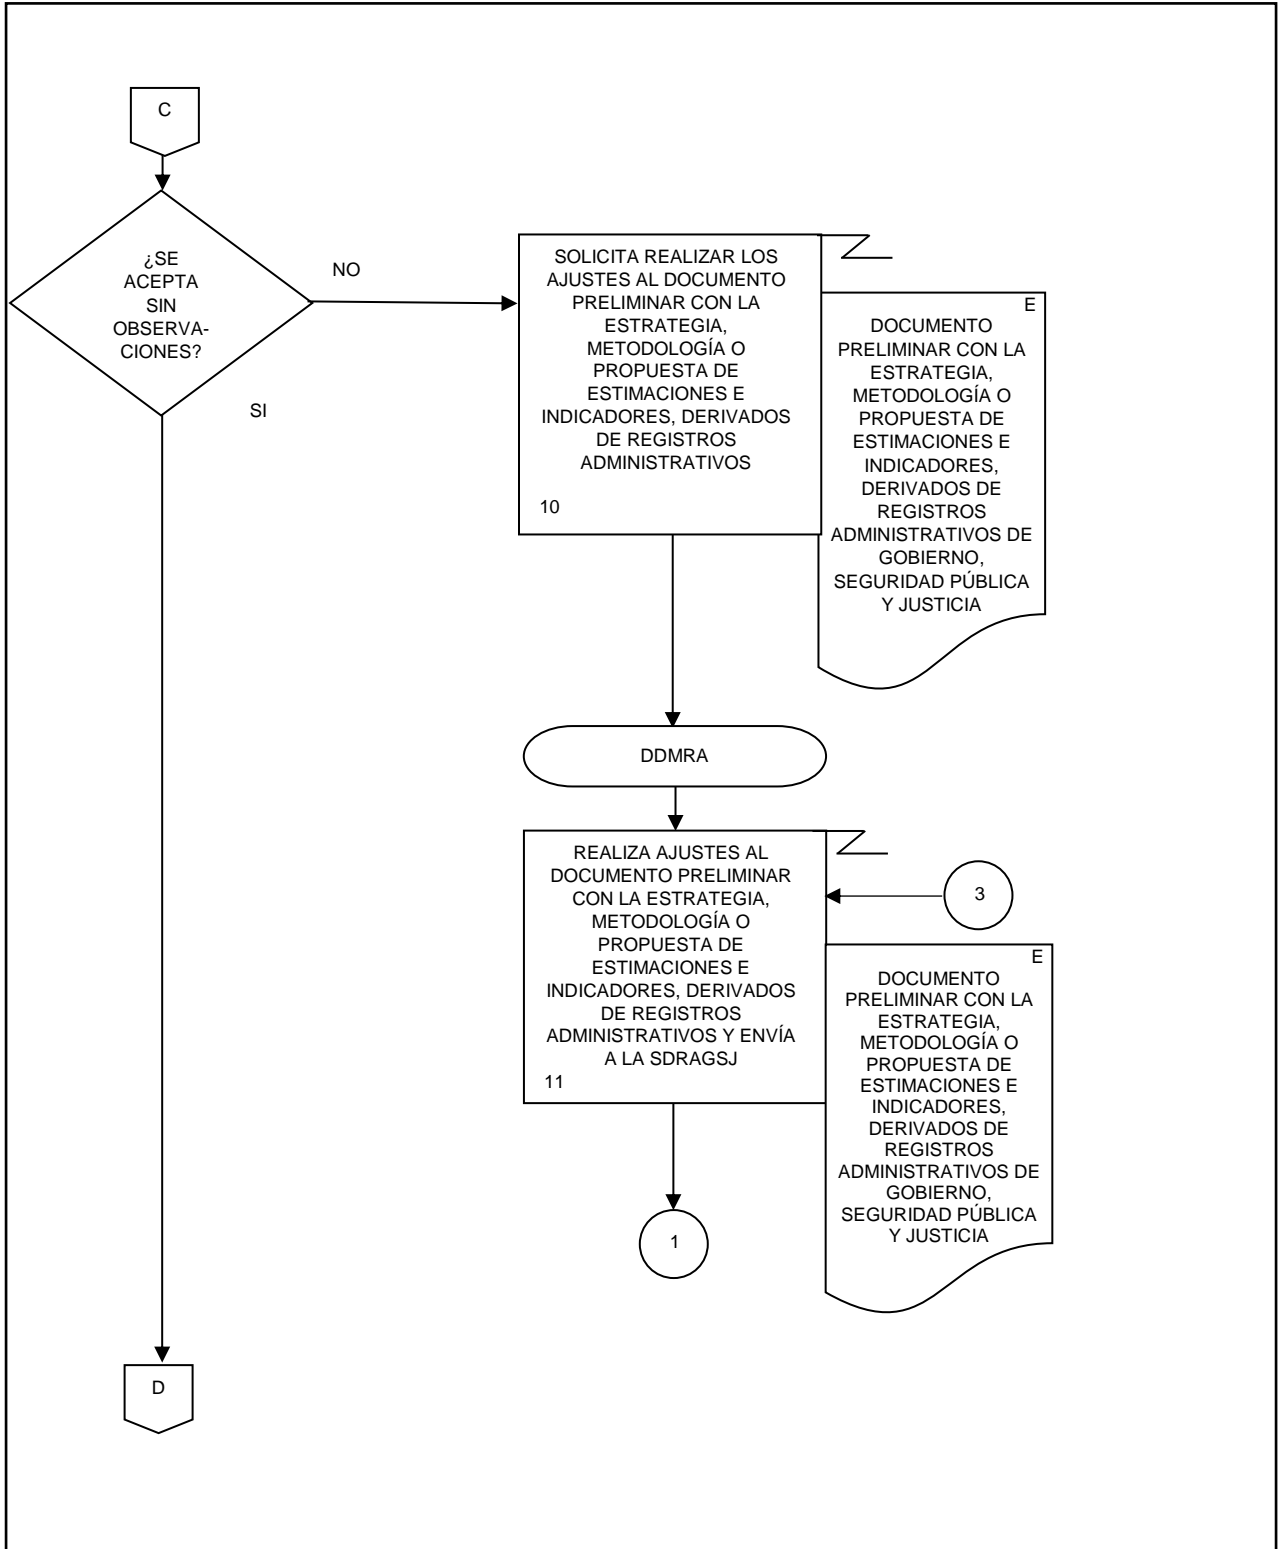 C
¿SE
ACEPTA
SIN
OBSERVA-
CIONES?
NO
SI
SOLICITA REALIZAR LOS
AJUSTES AL DOCUMENTO
PRELIMINAR CON LA
ESTRATEGIA,
METODOLOGÍA O
PROPUESTA DE
ESTIMACIONES E
INDICADORES, DERIVADOS
DE REGISTROS
ADMINISTRATIVOS
10
E
DOCUMENTO
PRELIMINAR CON LA
ESTRATEGIA,
METODOLOGÍA O
PROPUESTA DE
ESTIMACIONES E
INDICADORES,
DERIVADOS DE
REGISTROS
ADMINISTRATIVOS DE
GOBIERNO,
SEGURIDAD PÚBLICA
Y JUSTICIA
DDMRA
REALIZA AJUSTES AL
DOCUMENTO PRELIMINAR
CON LA ESTRATEGIA,
METODOLOGÍA O
PROPUESTA DE
ESTIMACIONES E
INDICADORES, DERIVADOS
DE REGISTROS
ADMINISTRATIVOS Y ENVÍA
A LA SDRAGSJ
11
3
E
DOCUMENTO
PRELIMINAR CON LA
ESTRATEGIA,
METODOLOGÍA O
PROPUESTA DE
ESTIMACIONES E
INDICADORES,
DERIVADOS DE
REGISTROS
ADMINISTRATIVOS DE
GOBIERNO,
SEGURIDAD PÚBLICA
Y JUSTICIA
1
D